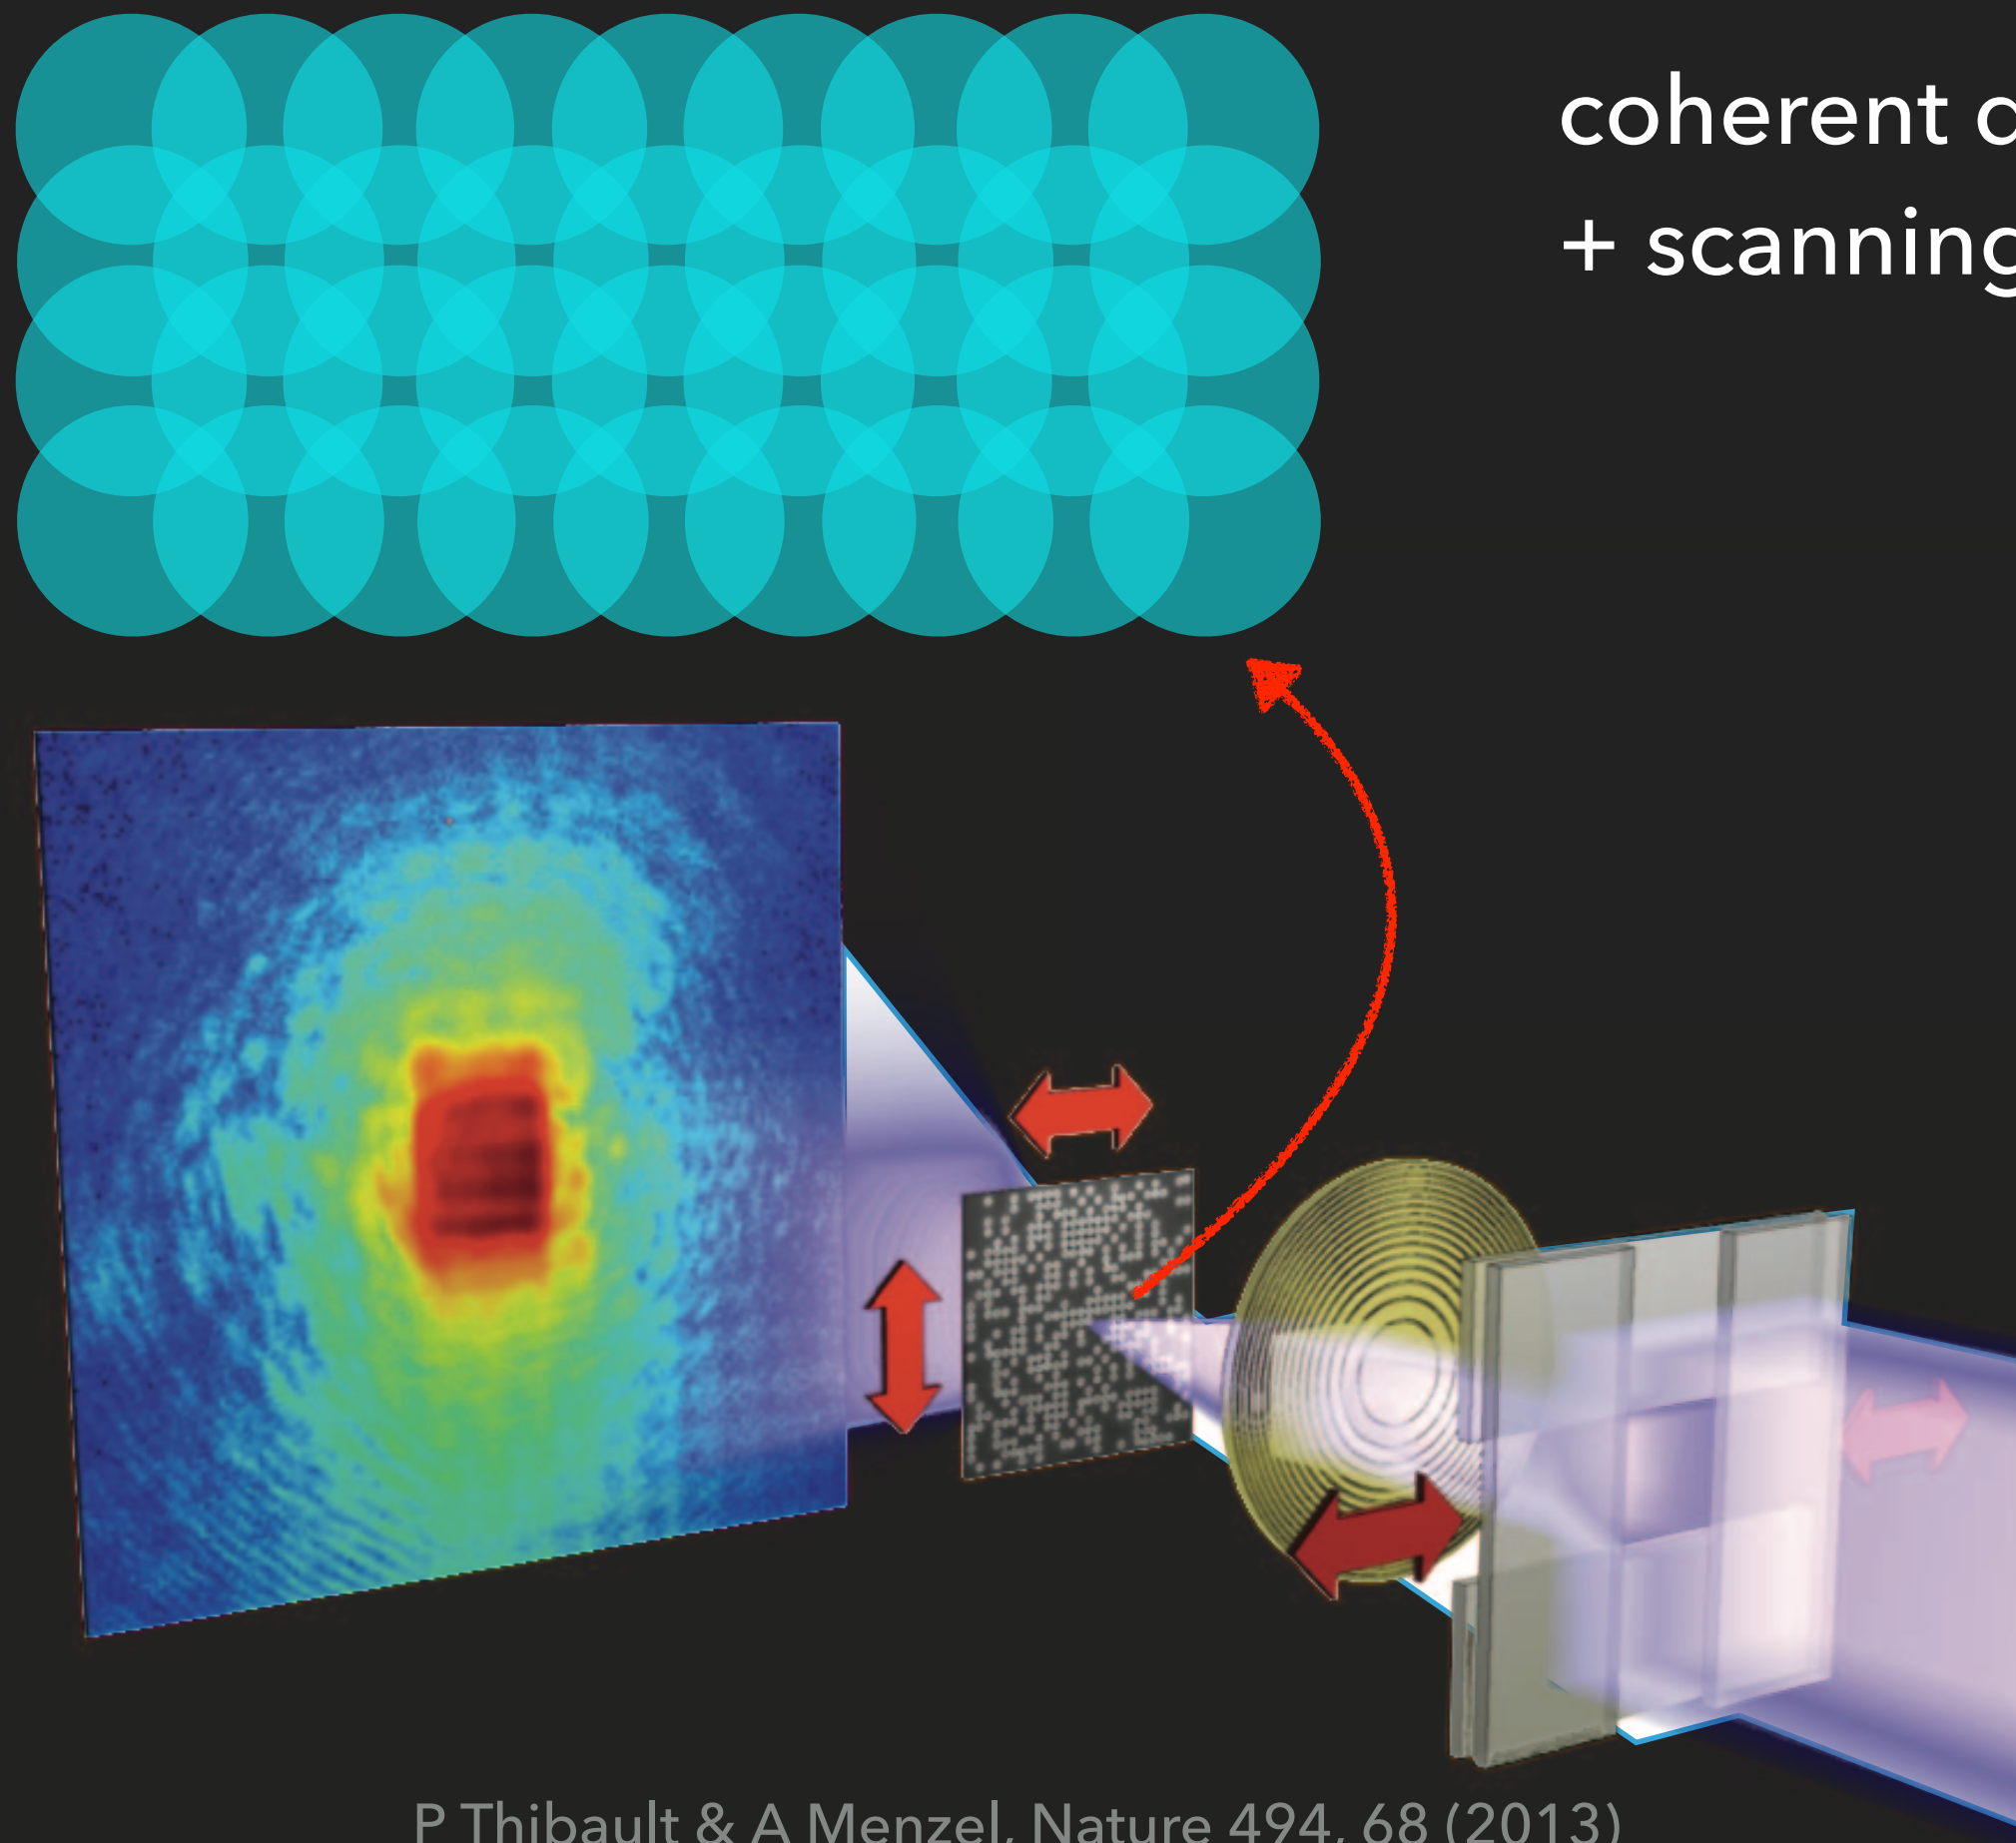 coherent
+ scanning
P Thibault & A Menzel, Nature 494, 68 (2013)